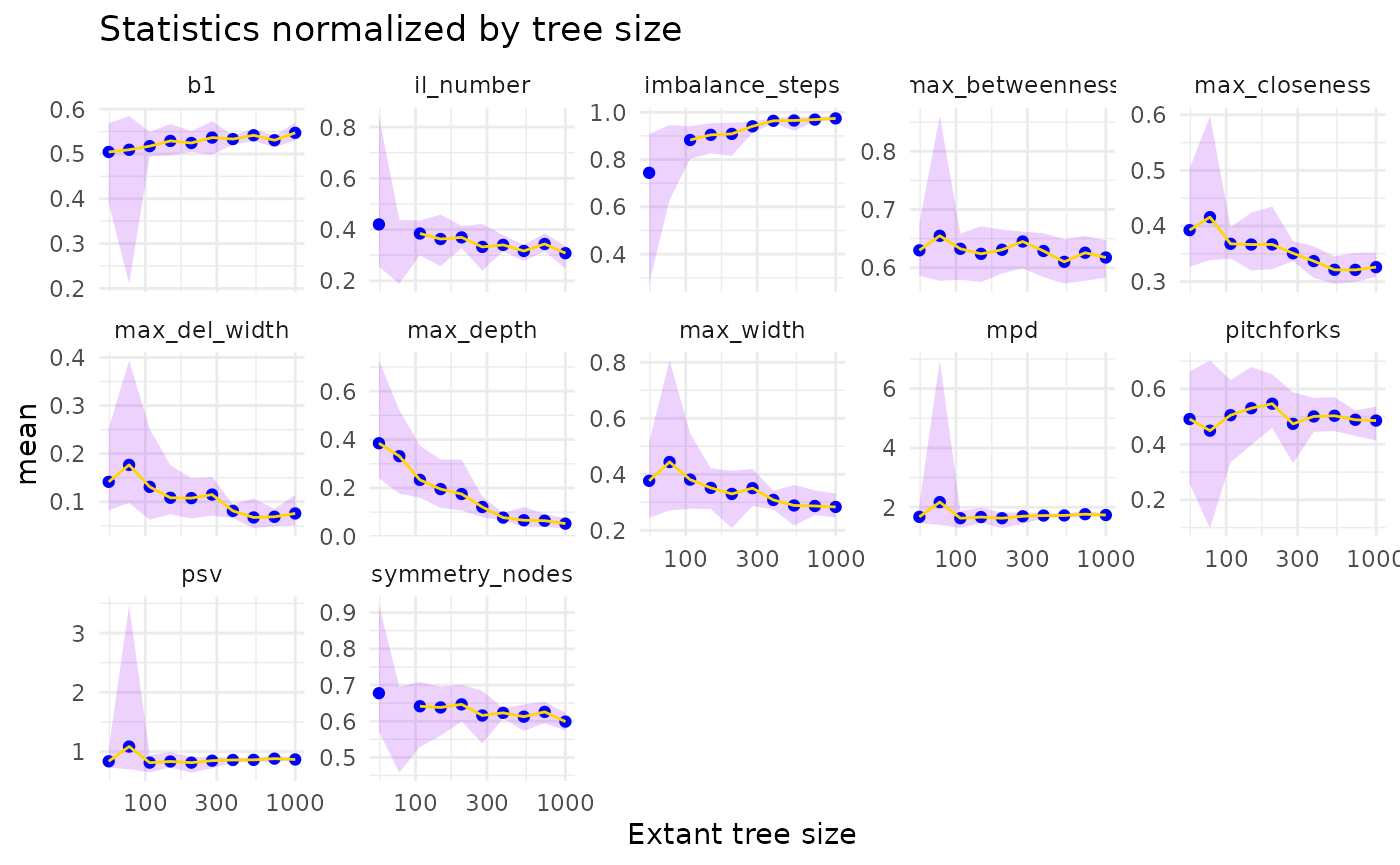 Statistics normalized by tree size
b1 il_number imbalance_steps max_betweenness max_closeness
0.6 0.5 0.4 0.3 0.2
0.8 0.6 0.4 0.2
1.0 0.8 0.6 0.4
0.8 0.7 0.6
0.6 0.5 0.4 0.3
max_del_width max_depth max_width mpd pitchforks
0.4 0.3 0.2 0.1
0.6 0.4 0.2 0.0
0.8 0.6 0.4 0.2
6 4 2
0.6 0.4 0.2
100 300 1000 100 300 1000 100 300 1000
psv symmetry_nodes
3 2 1
0.9 0.8 0.7 0.6 0.5
100 300 1000 100 300 1000
mean
Extant tree size